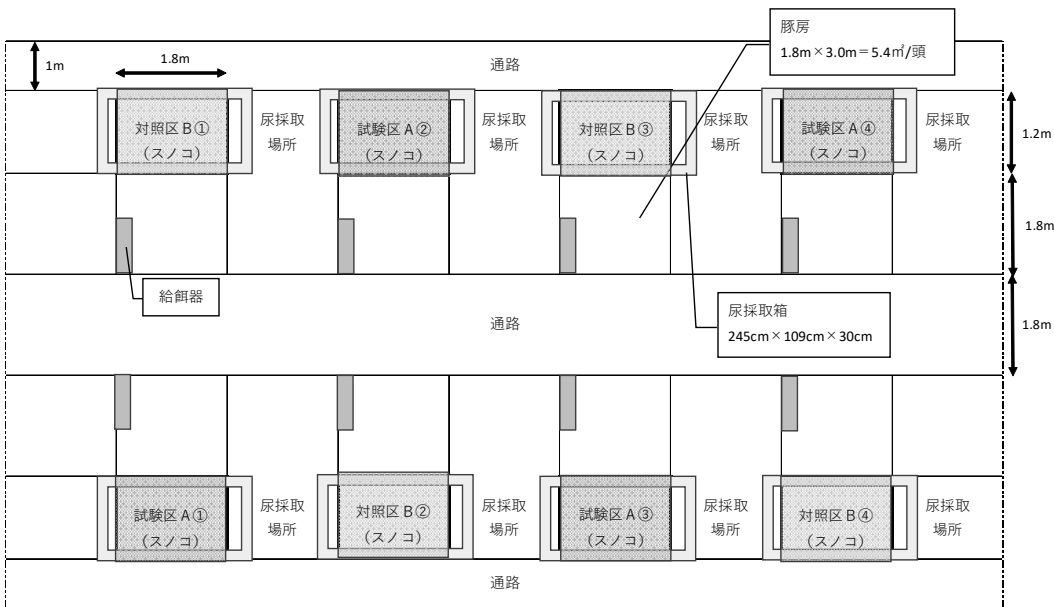 豚房
1.8m×3.0m＝5.4㎡/頭
1m
1.8m
通路
対照区B①
（スノコ）
尿採取
場所
試験区A②
（スノコ）
尿採取
場所
対照区B③
（スノコ）
尿採取
場所
試験区A④
（スノコ）
尿採取
場所
1.2m
1.8m
給餌器
尿採取箱
245cm×109cm×30cm
通路
1.8m
試験区A①
（スノコ）
尿採取
場所
対照区B②
（スノコ）
尿採取
場所
試験区A③
（スノコ）
尿採取
場所
対照区B④
（スノコ）
尿採取
場所
通路